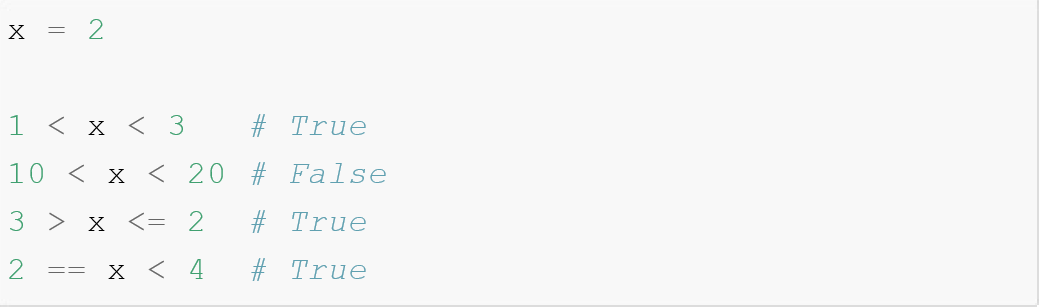 x = 2
1 < x < 3   # True
10 < x < 20 # False
3 > x <= 2  # True
2 == x < 4  # True